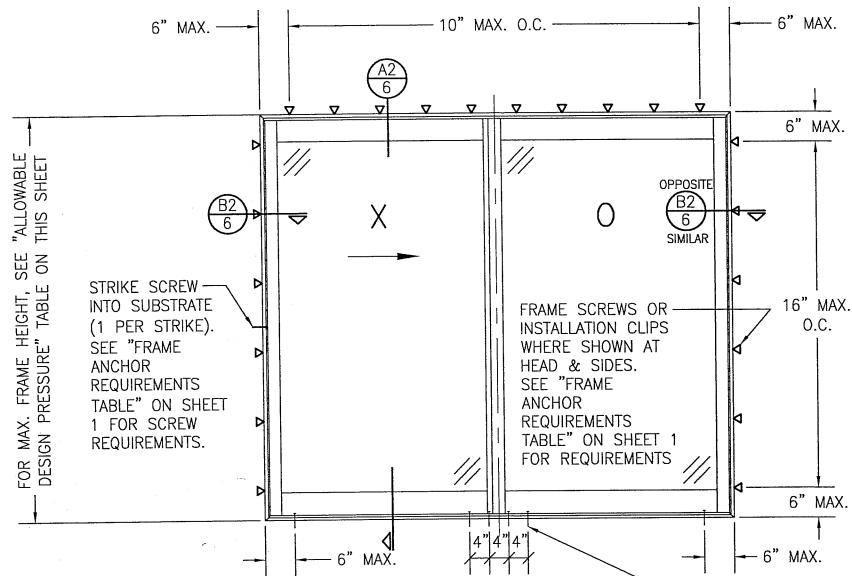 6" MAX.
10" MAX. O.C.
6" MAX.
A2
6
6" MAX.
FOR MAX. FRAME HEIGHT, SEE "ALLOWABLE
DESIGN PRESSURE" TABLE ON THIS SHEET
B2
6
X
O
OPPOSITE
B2
6
SIMILAR
STRIKE SCREW
INTO SUBSTRATE
(1 PER STRIKE).
SEE "FRAME
ANCHOR
REQUIREMENTS
TABLE" ON SHEET
1 FOR SCREW
REQUIREMENTS.
FRAME SCREWS OR
INSTALLATION CLIPS
WHERE SHOWN AT
HEAD & SIDES.
SEE "FRAME
ANCHOR
REQUIREMENTS
TABLE" ON SHEET 1
FOR REQUIREMENTS
16" MAX.
O.C.
6" MAX.
6" MAX.
4" 4" 4"
6" MAX.